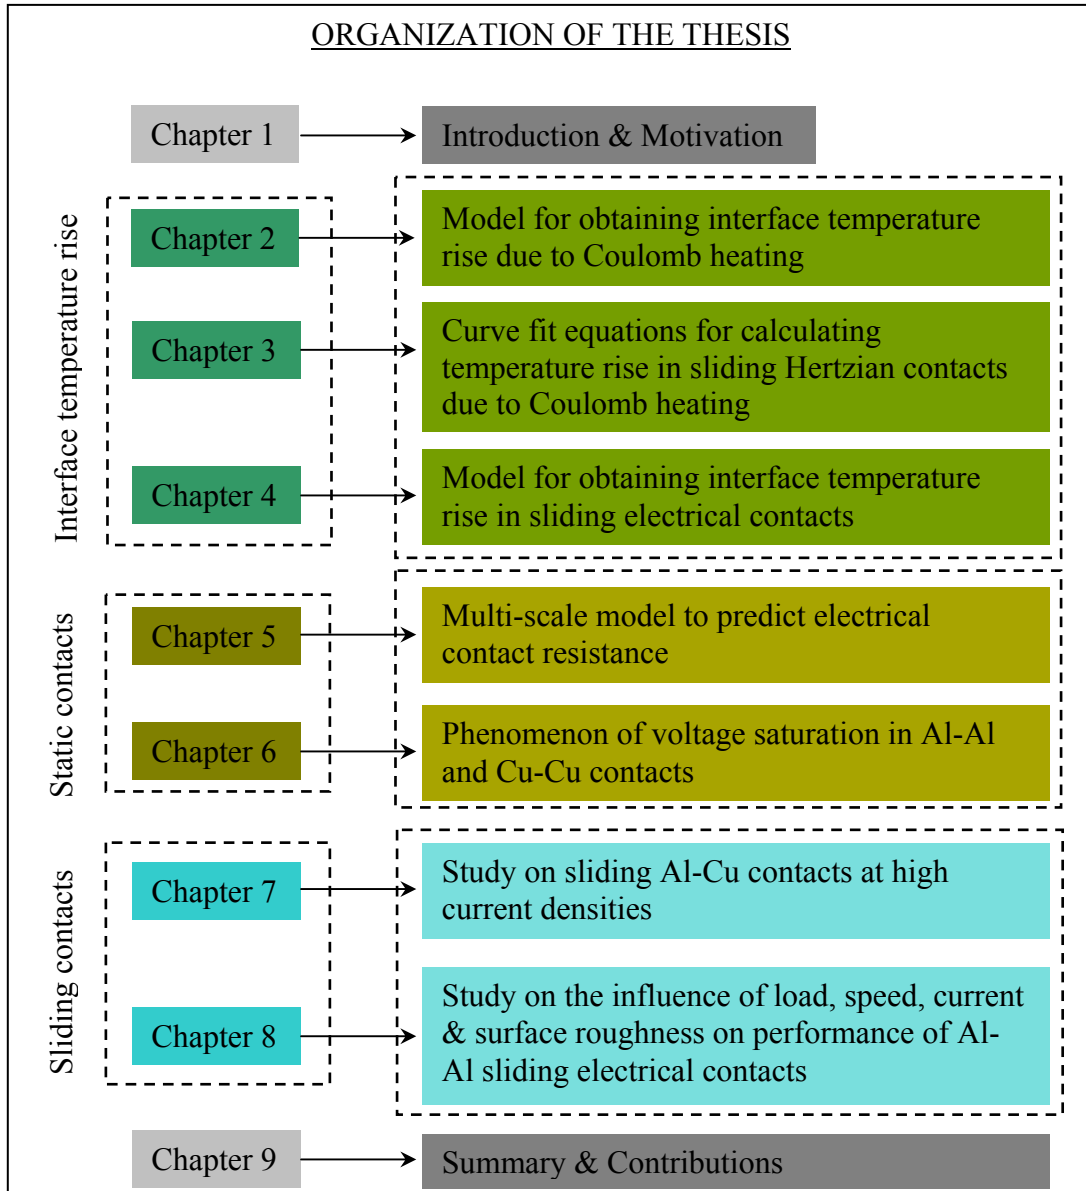 ORGANIZATION OF THE THESIS
Chapter 1
Introduction & Motivation
Interface temperature rise
Chapter 2
Model for obtaining interface temperature
rise due to Coulomb heating
Chapter 3
Curve fit equations for calculating
temperature rise in sliding Hertzian contacts
due to Coulomb heating
Chapter 4
Model for obtaining interface temperature
rise in sliding electrical contacts
Static contacts
Chapter 5
Multi-scale model to predict electrical
contact resistance
Chapter 6
Phenomenon of voltage saturation in Al-Al
and Cu-Cu contacts
Sliding contacts
Chapter 7
Study on sliding Al-Cu contacts at high
current densities
Chapter 8
Study on the influence of load, speed, current
& surface roughness on performance of Al-
Al sliding electrical contacts
Chapter 9
Summary & Contributions